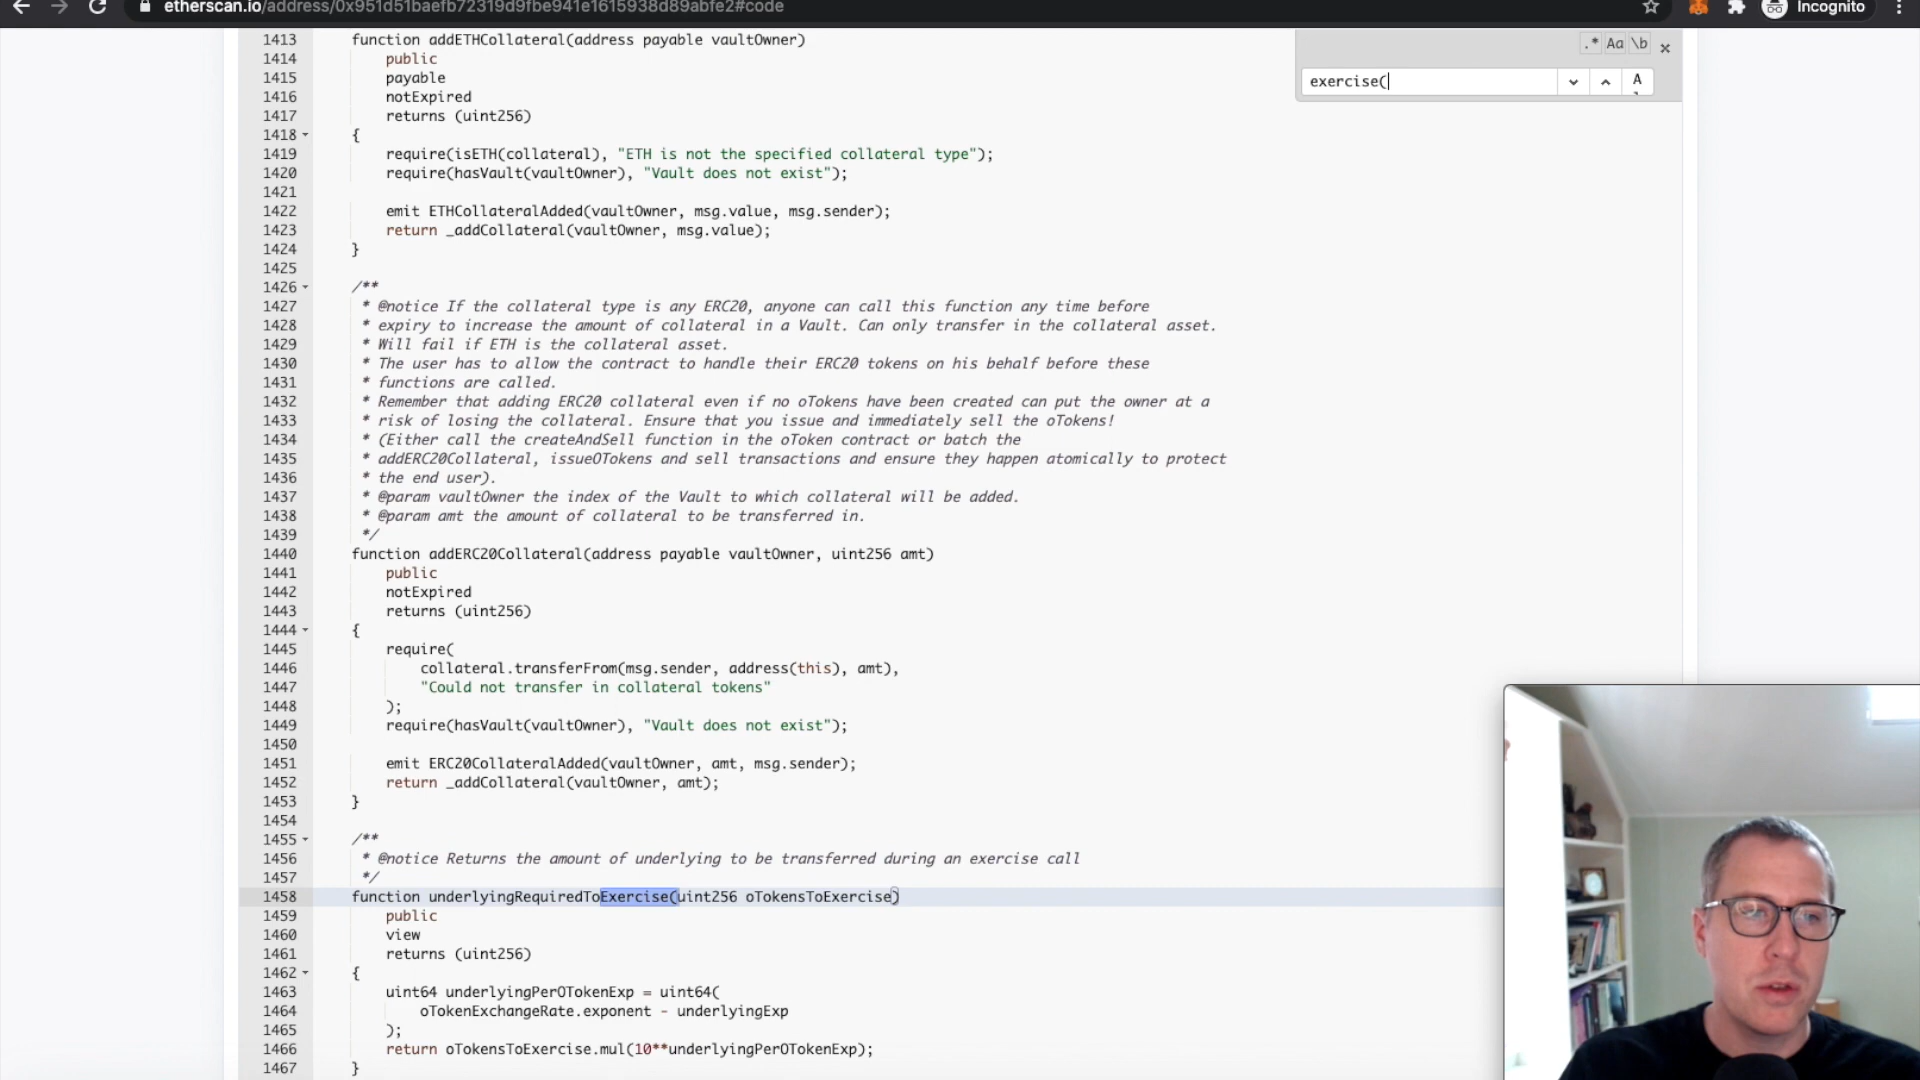 etherscan.io/address/0x951d51baefb72319d9fbe941e1615938d89abfe2#code
Incognito
.* Aa \b
exercise(
A
1413 function addETHCollateral(address payable vaultOwner)
1414 public
1415 payable
1416 notExpired
1417 returns (uint256)
1418 {
1419 require(isETH(collateral), "ETH is not the specified collateral type");
1420 require(hasVault(vaultOwner), "Vault does not exist");
1421
1422 emit ETHCollateralAdded(vaultOwner, msg.value, msg.sender);
1423 return _addCollateral(vaultOwner, msg.value);
1424 }
1425
1426 /**
1427 * @notice If the collateral type is any ERC20, anyone can call this function any time before
1428 * expiry to increase the amount of collateral in a Vault. Can only transfer in the collateral asset.
1429 * Will fail if ETH is the collateral asset.
1430 * The user has to allow the contract to handle their ERC20 tokens on his behalf before these
1431 * functions are called.
1432 * Remember that adding ERC20 collateral even if no oTokens have been created can put the owner at a
1433 * risk of losing the collateral. Ensure that you issue and immediately sell the oTokens!
1434 * (Either call the createAndSell function in the oToken contract or batch the
1435 * addERC20Collateral, issueOTokens and sell transactions and ensure they happen atomically to protect
1436 * the end user).
1437 * @param vaultOwner the index of the Vault to which collateral will be added.
1438 * @param amt the amount of collateral to be transferred in.
1439 */
1440 function addERC20Collateral(address payable vaultOwner, uint256 amt)
1441 public
1442 notExpired
1443 returns (uint256)
1444 {
1445 require(
1446 collateral.transferFrom(msg.sender, address(this), amt),
1447 "Could not transfer in collateral tokens"
1448 );
1449 require(hasVault(vaultOwner), "Vault does not exist");
1450
1451 emit ERC20CollateralAdded(vaultOwner, amt, msg.sender);
1452 return _addCollateral(vaultOwner, amt);
1453 }
1454
1455 /**
1456 * @notice Returns the amount of underlying to be transferred during an exercise call
1457 */
1458 function underlyingRequiredToExercise(uint256 oTokensToExercise)
1459 public
1460 view
1461 returns (uint256)
1462 {
1463 uint64 underlyingPerOTokenExp = uint64(
1464 oTokenExchangeRate.exponent - underlyingExp
1465 );
1466 return oTokensToExercise.mul(10**underlyingPerOTokenExp);
1467 }